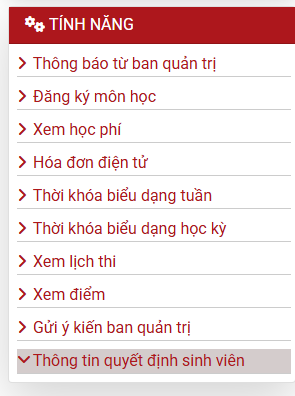 TÍNH NĂNG
Thông báo từ ban quản trị
Đăng ký môn học
Xem học phí
Hóa đơn điện tử
Thời khóa biểu dạng tuần
Thời khóa biểu dạng học kỳ
Xem lịch thi
Xem điểm
Gửi ý kiến ban quản trị
Thông tin quyết định sinh viên